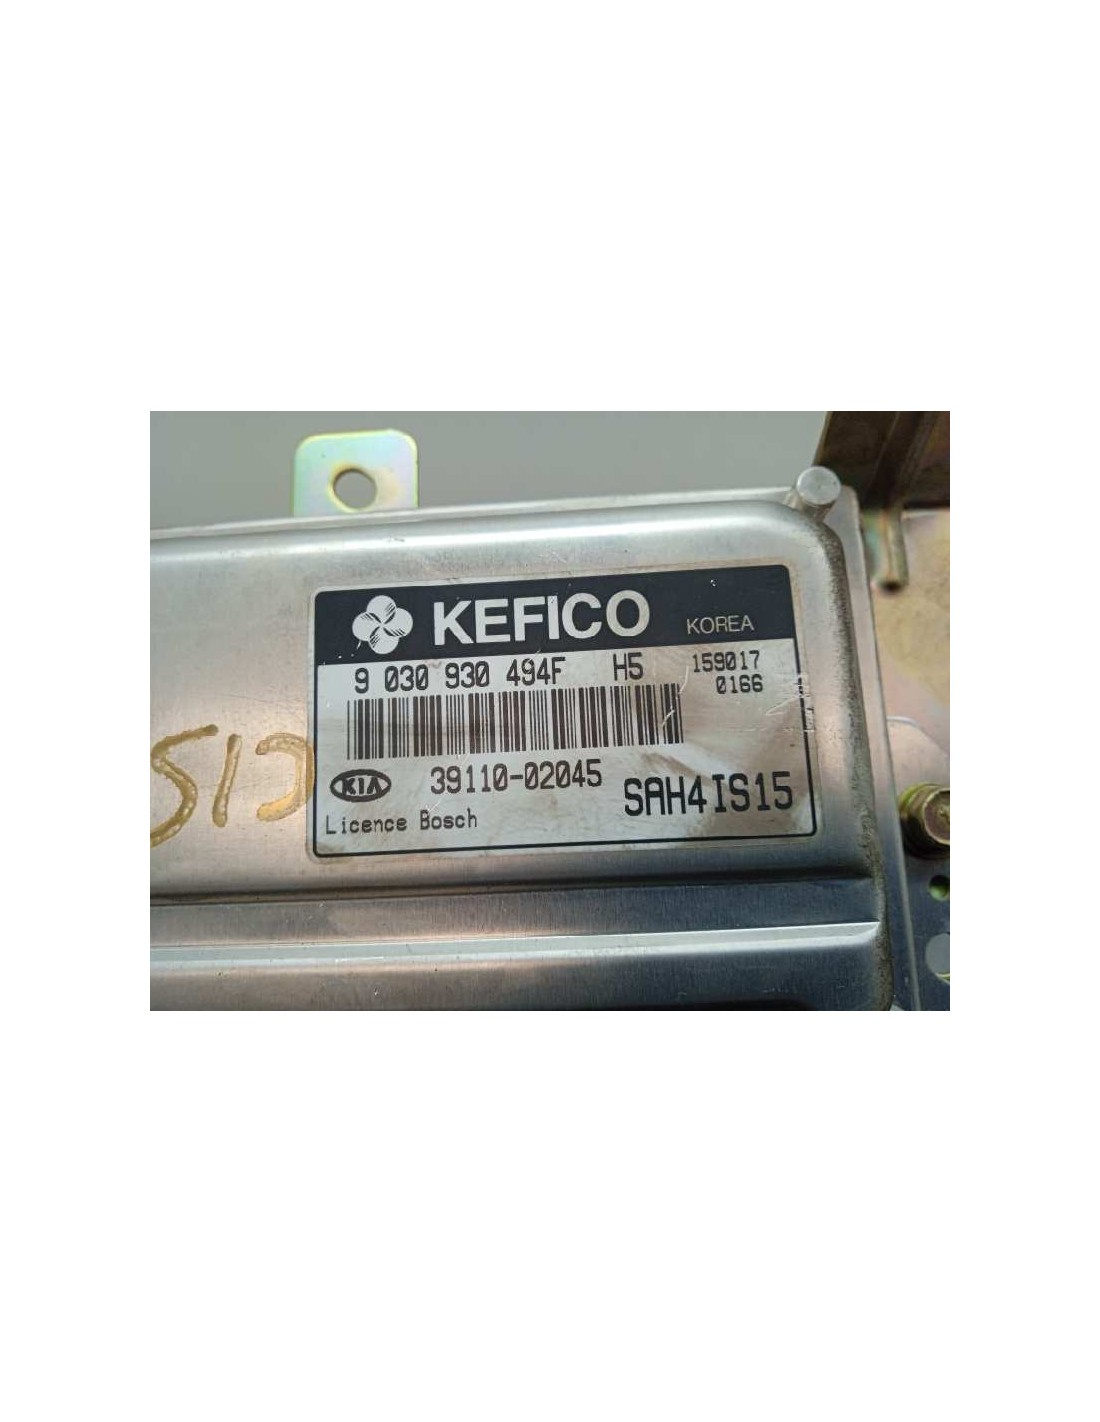 KEFICO KOREA
9 030 930 494F H5 159017
0166
KIA 39110-02045 SAH4IS15
Licence Bosch